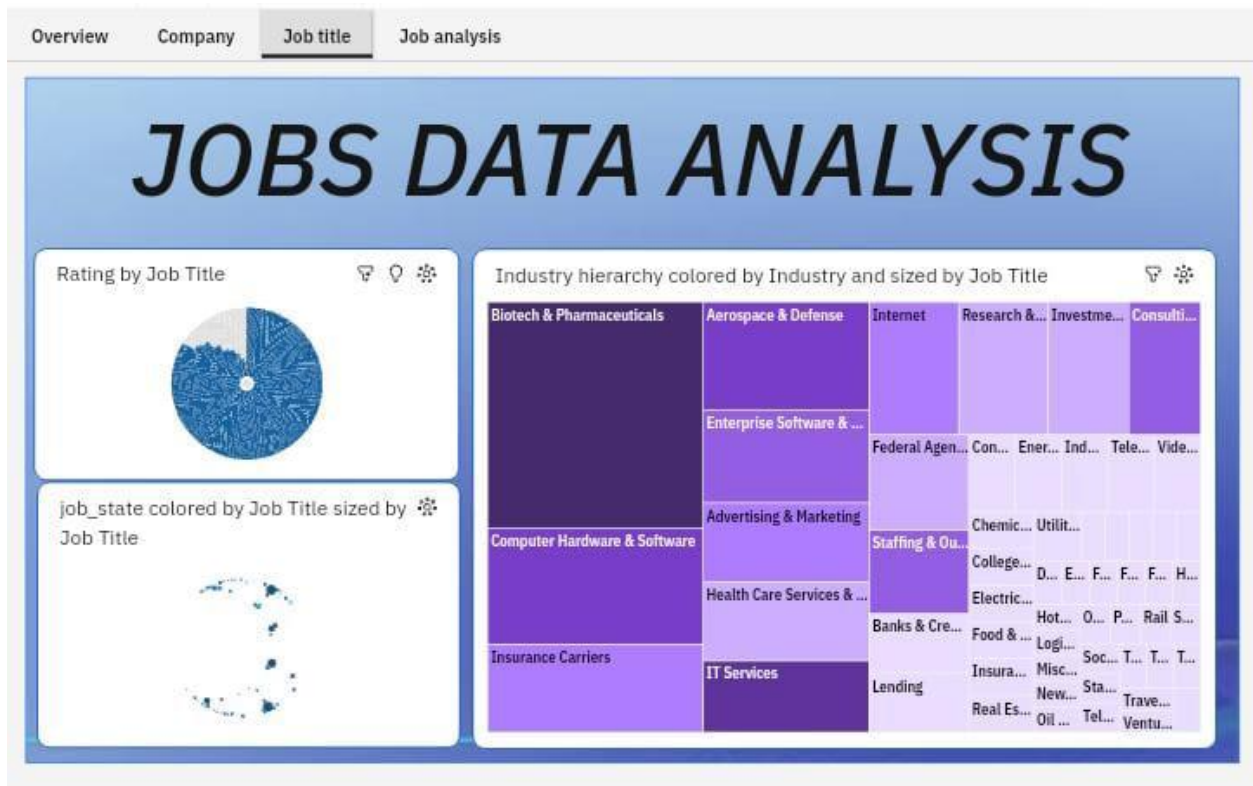 Overview
Company
Job title
Job analysis
JOBS DATA ANALYSIS
Rating by Job Title
job_state colored by Job Title sized by
Job Title
Industry hierarchy colored by Industry and sized by Job Title
Biotech & Pharmaceuticals
Computer Hardware & Software
Insurance Carriers
Aerospace & Defense
Enterprise Software & ...
Advertising & Marketing
Health Care Services & ...
IT Services
Internet
Research &...
Investme...
Consulti...
Federal Agen...
Staffing & Ou...
Banks & Cre...
Lending
Con...
Ener...
Ind...
Tele...
Vide...
Chemic...
Utilit...
College...
Electric...
Food & ...
Insura...
Real Es...
D...
E...
F...
F...
F...
H...
Hot...
O...
P...
Rail
S...
Logi...
Misc...
New...
Oil ...
Soc...
T...
T...
T...
Sta...
Tel...
Trave...
Ventu...